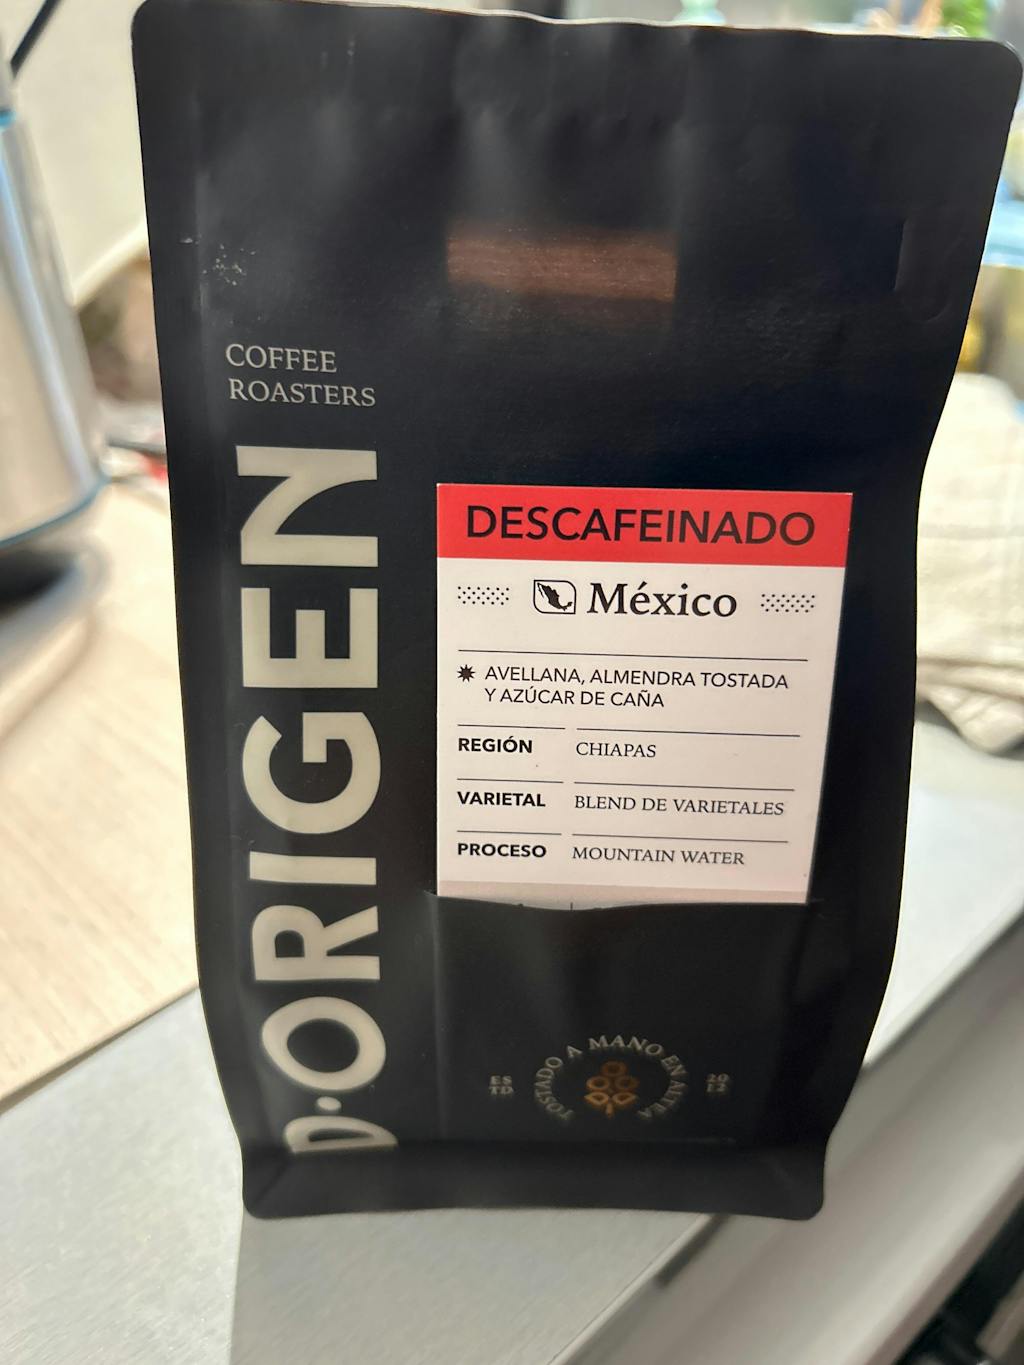 COFFEE
ROASTERS
D·ORIGEN
DESCAFEINADO
México
AVELLANA, ALMENDRA TOSTADA
Y AZÚCAR DE CAÑA
REGIÓN CHIAPAS
VARIETAL BLEND DE VARIETALES
PROCESO MOUNTAIN WATER
TOSTADO A MANO EN ALTEA
ES
TD
20
12